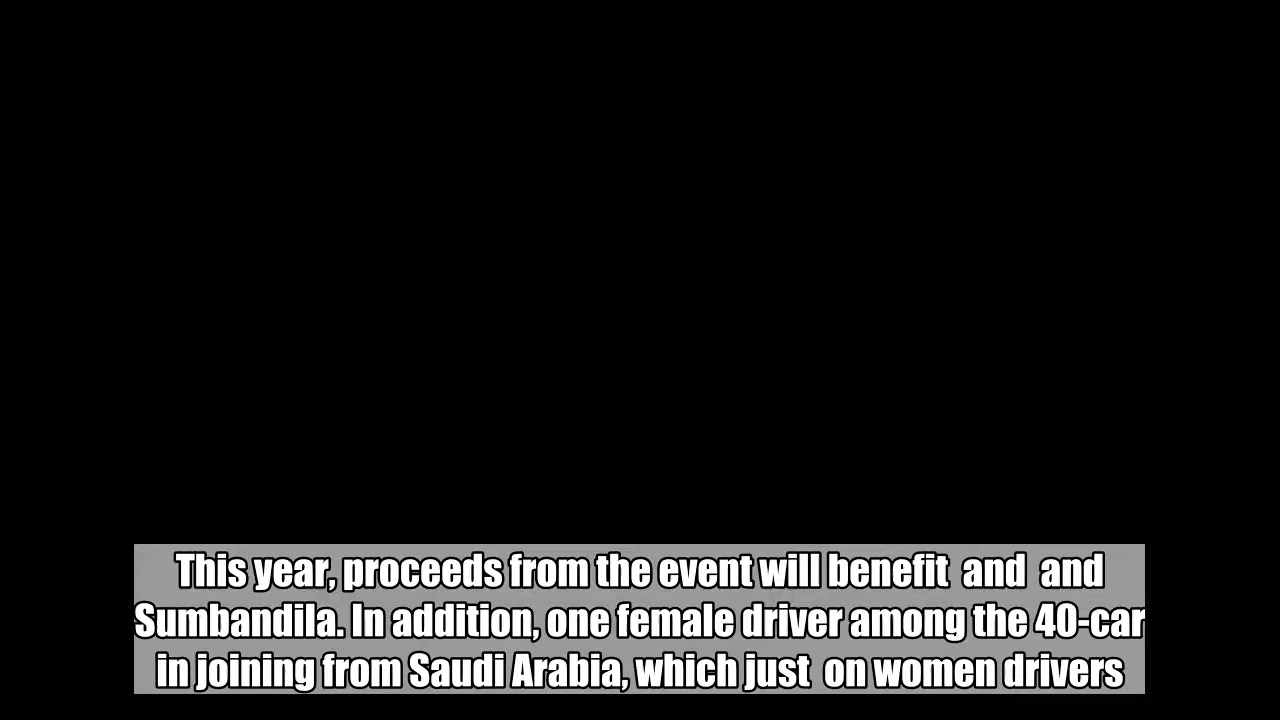 This year, proceeds from the event will benefit  and  and
Sumbandila. In addition, one female driver among the 40-car
in joining from Saudi Arabia, which just  on women drivers